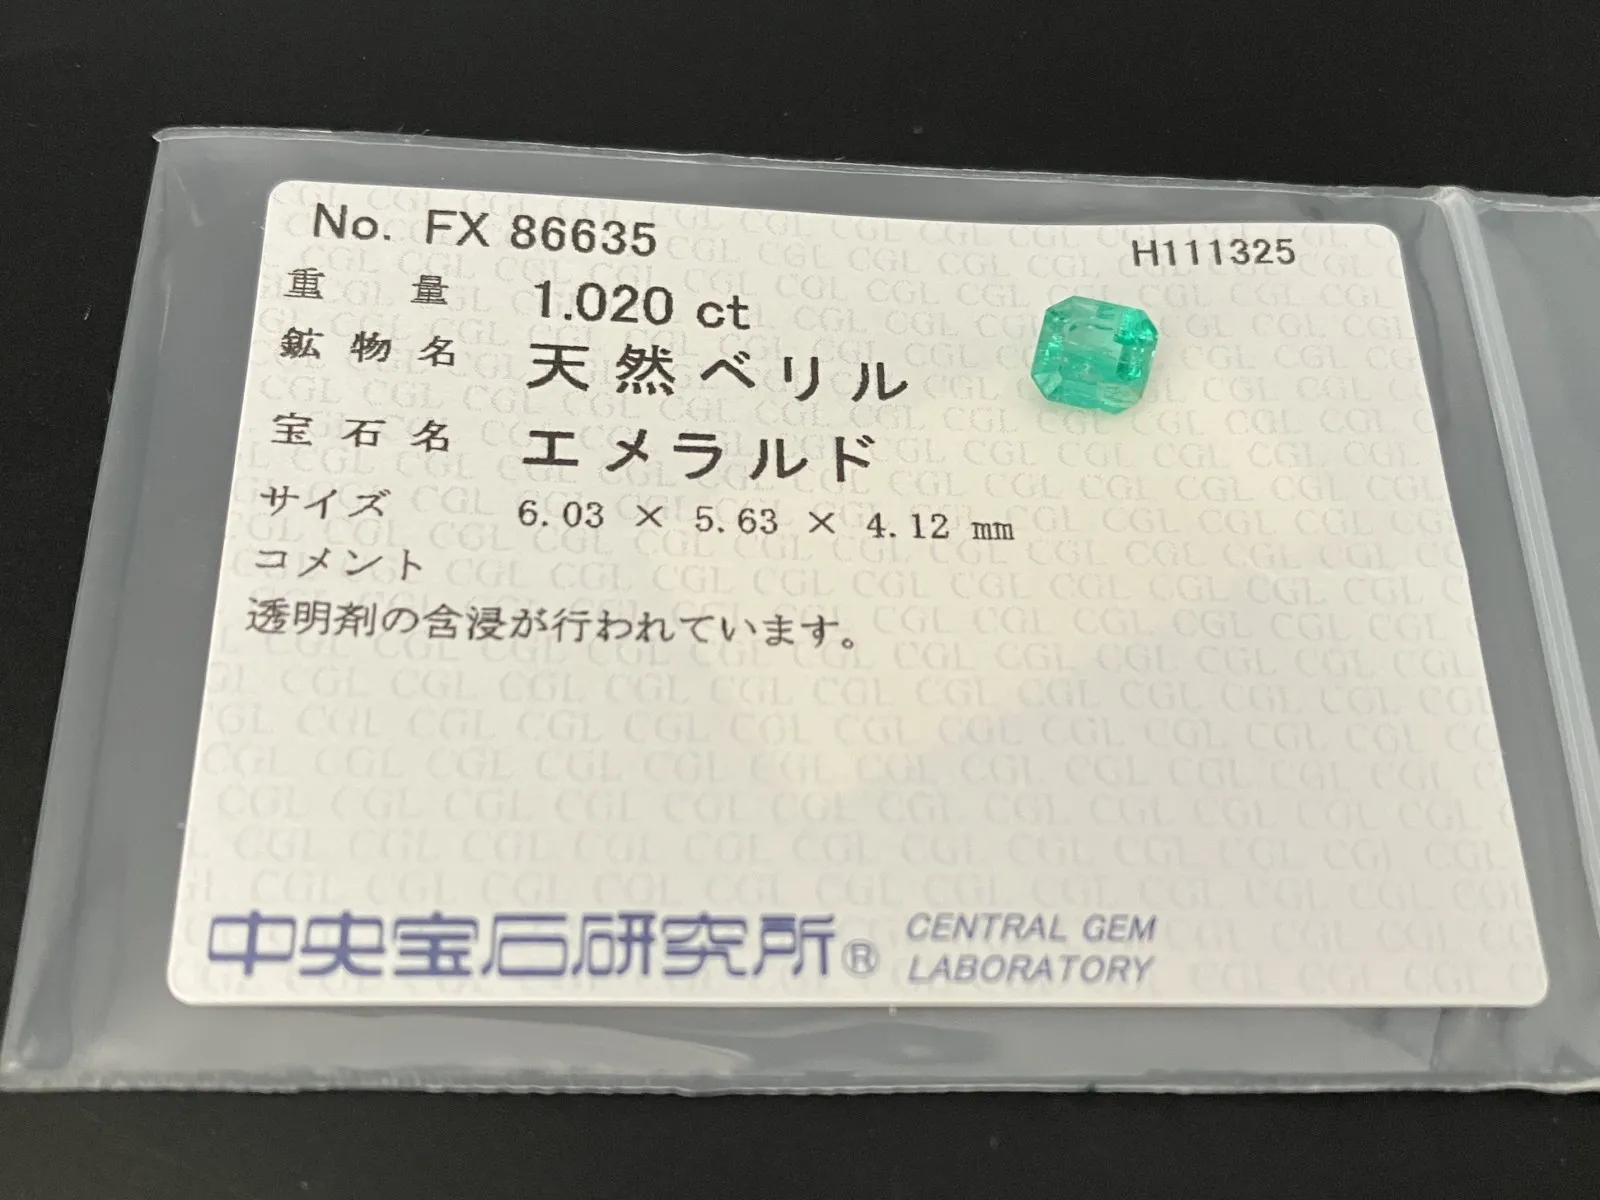 No. FX 86635 H111325
重量 1.020 ct
鉱物名 天然ベリル
宝石名 エメラルド
サイズ 6.03 × 5.63 × 4.12 mm
コメント
透明剤の含浸が行われています。
中央宝石研究所® CENTRAL GEM
LABORATORY